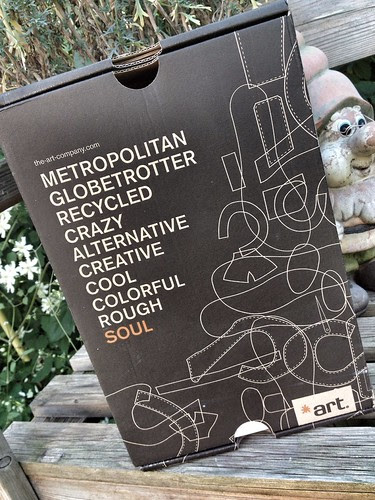 the-art-company.com
METROPOLITAN
GLOBETROTTER
RECYCLED
CRAZY
ALTERNATIVE
CREATIVE
COOL
COLORFUL
ROUGH
SOUL
*art.